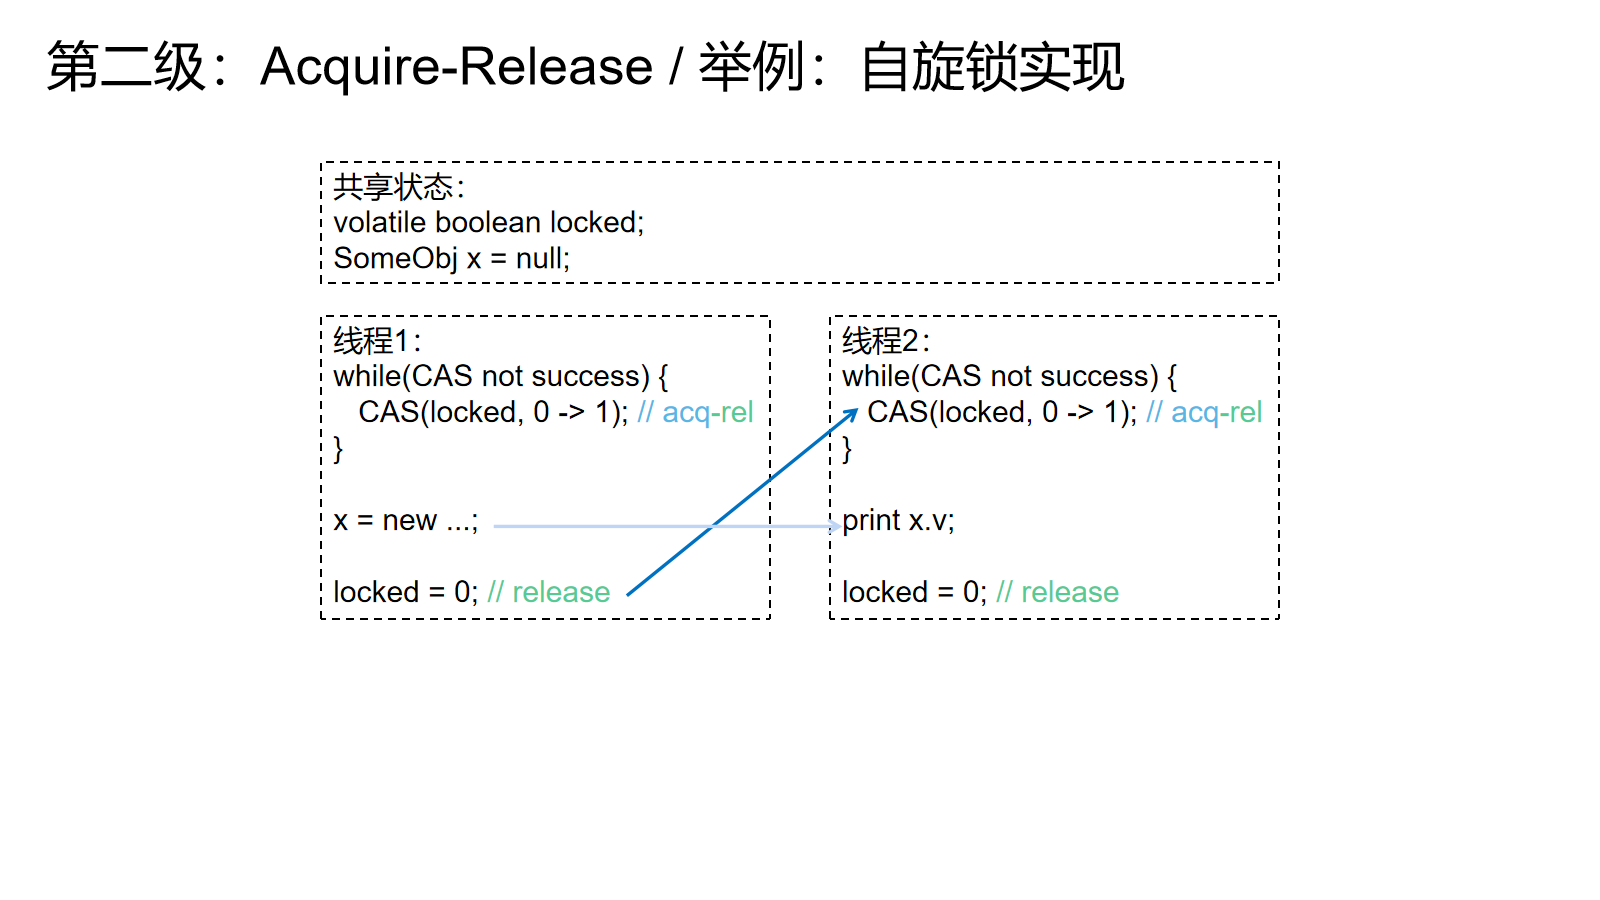 第二级：Acquire-Release / 举例：自旋锁实现
共享状态：
volatile boolean locked;
SomeObj x = null;
线程1：
while(CAS not success) {
CAS(locked, 0 -> 1); // acq-rel
}
x = new ...;
locked = 0; // release
线程2：
while(CAS not success) {
CAS(locked, 0 -> 1); // acq-rel
}
print x.v;
locked = 0; // release